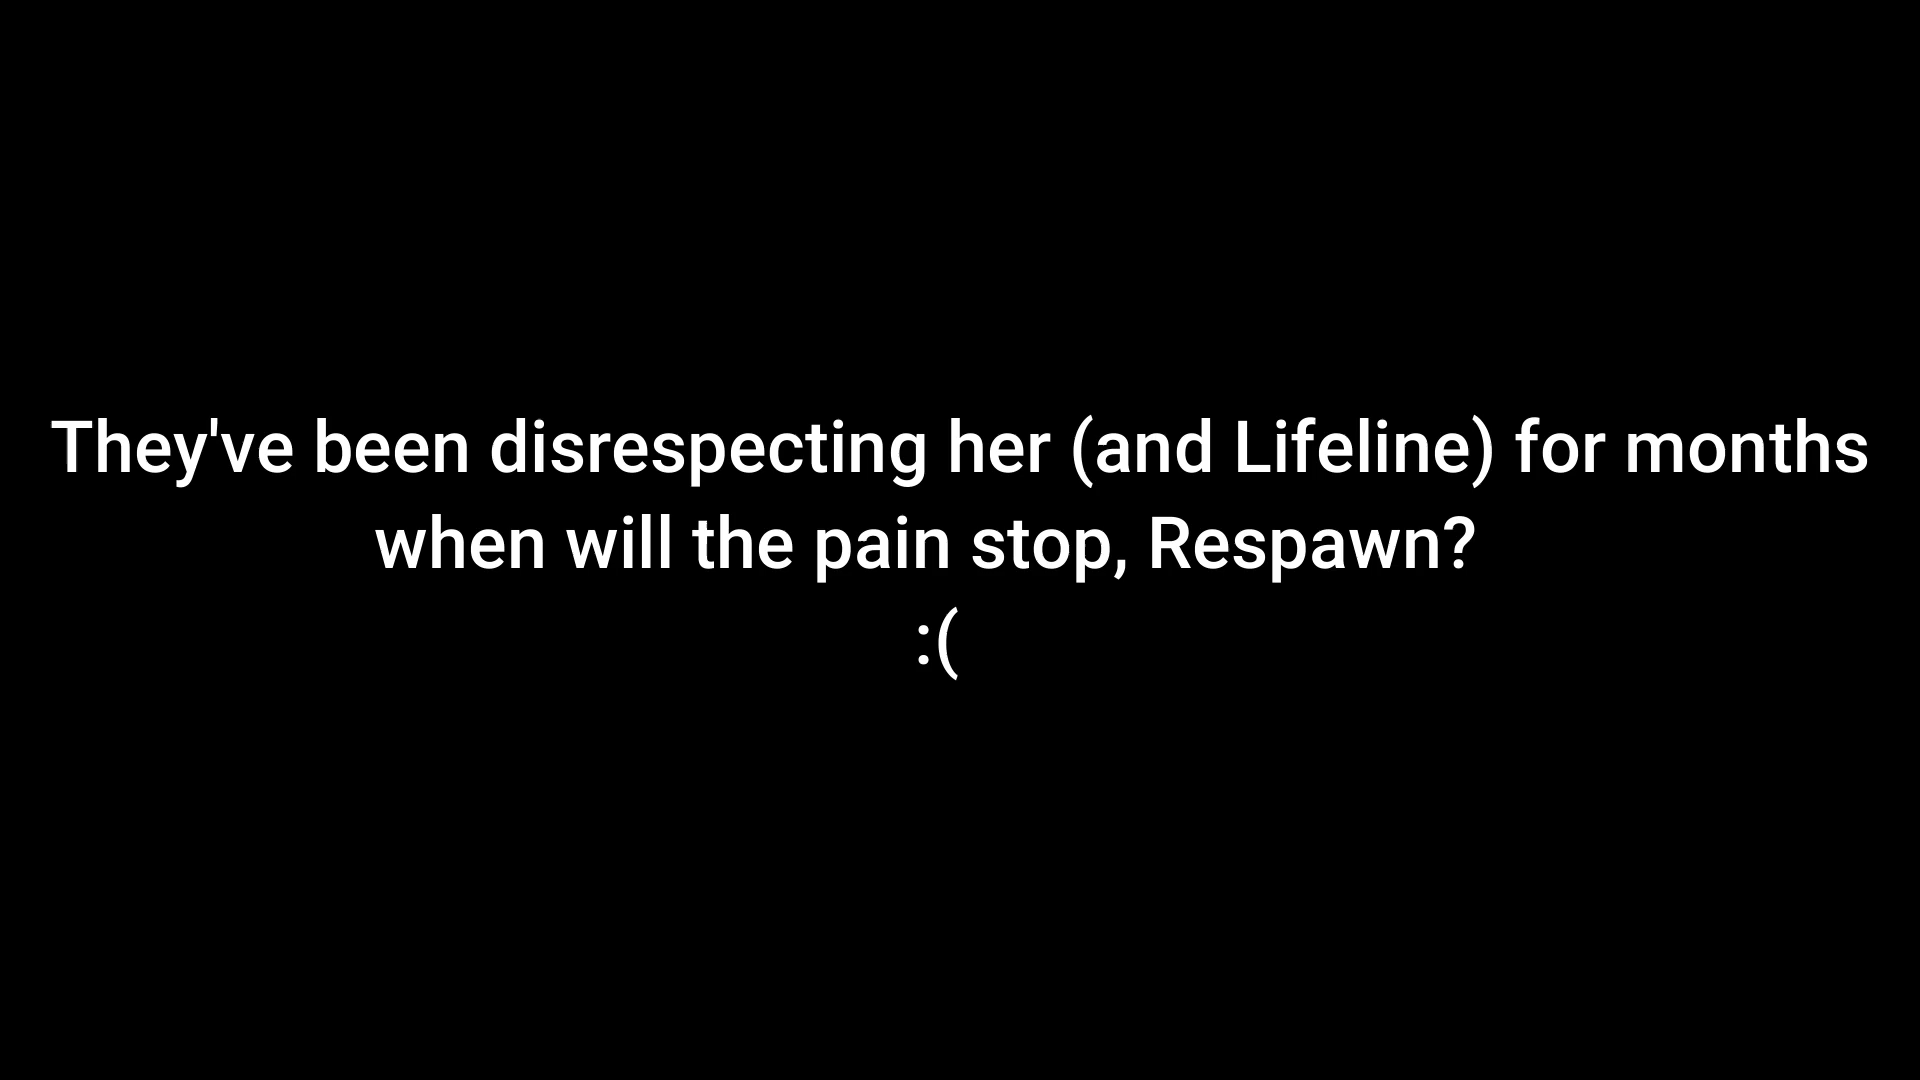 They've been disrespecting her (and Lifeline) for months
when will the pain stop, Respawn?
:(